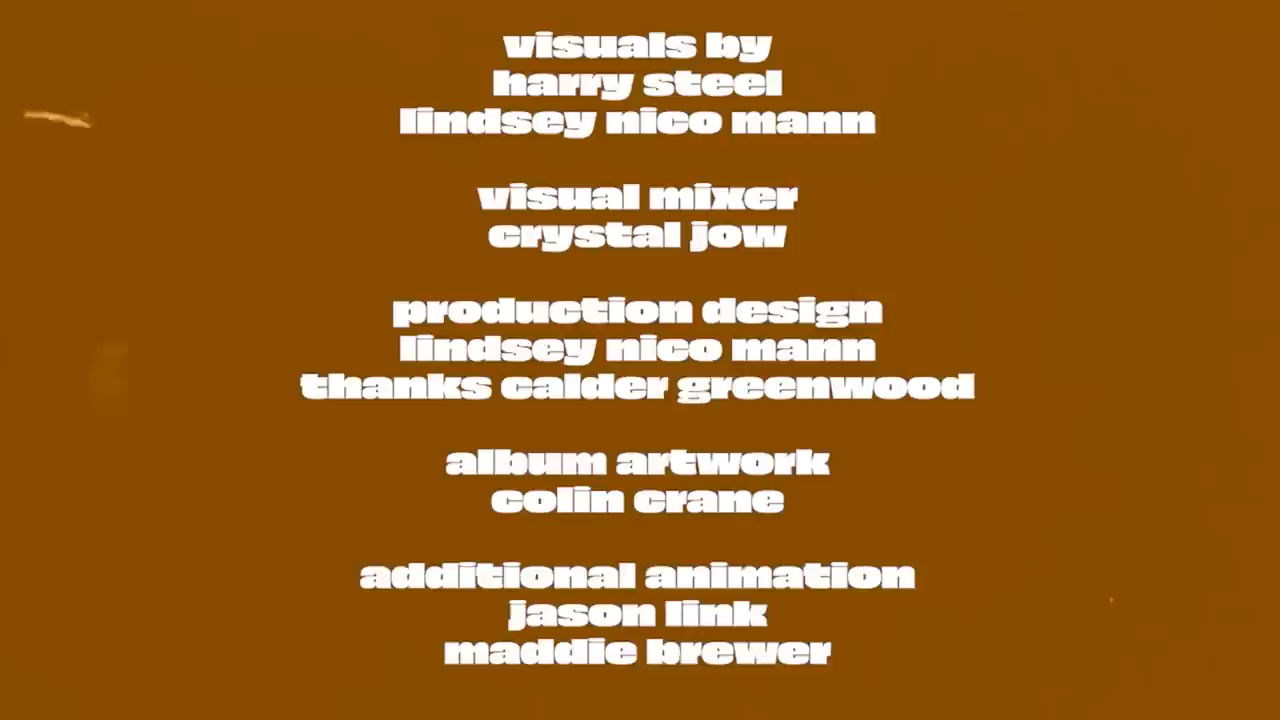 visuals by
harry steel
lindsey nico mann
visual mixer
crystal jow
production design
lindsey nico mann
thanks calder greenwood
album artwork
colin crane
additional animation
jason link
maddie brewer